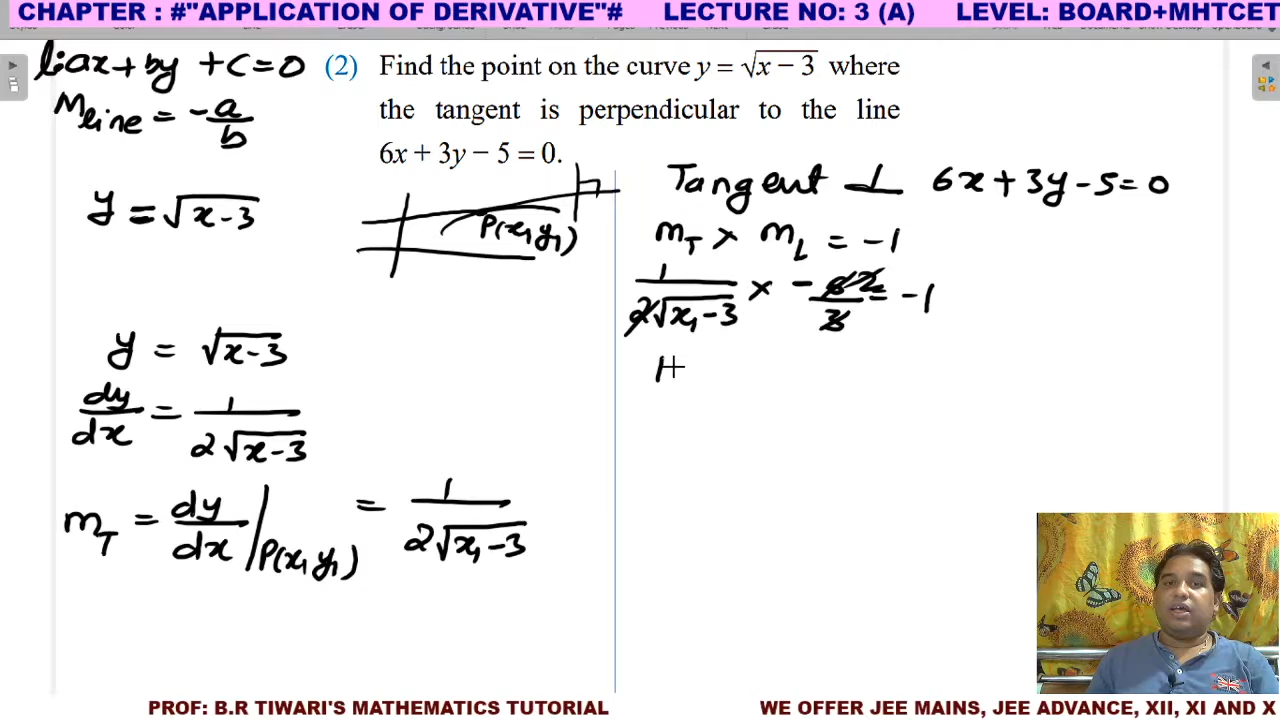 CHAPTER : #"APPLICATION OF DERIVATIVE"# LECTURE NO: 3 (A) LEVEL: BOARD+MHTCET
l: ax + by + c = 0
M line = -a/b
(2) Find the point on the curve y = √x − 3 where
the tangent is perpendicular to the line
6x + 3y − 5 = 0.
y = √x-3
P(x₁ y₁)
y = √x-3
dy/dx = 1/2√x-3
m_T = dy/dx | P(x₁ y₁) = 1/2√x₁-3
Tangent ⊥ 6x + 3y - 5 = 0
m_T × m_L = -1
1/2√x₁-3 × -6 2/3 = -1
PROF: B.R TIWARI'S MATHEMATICS TUTORIAL WE OFFER JEE MAINS, JEE ADVANCE, XII, XI AND X